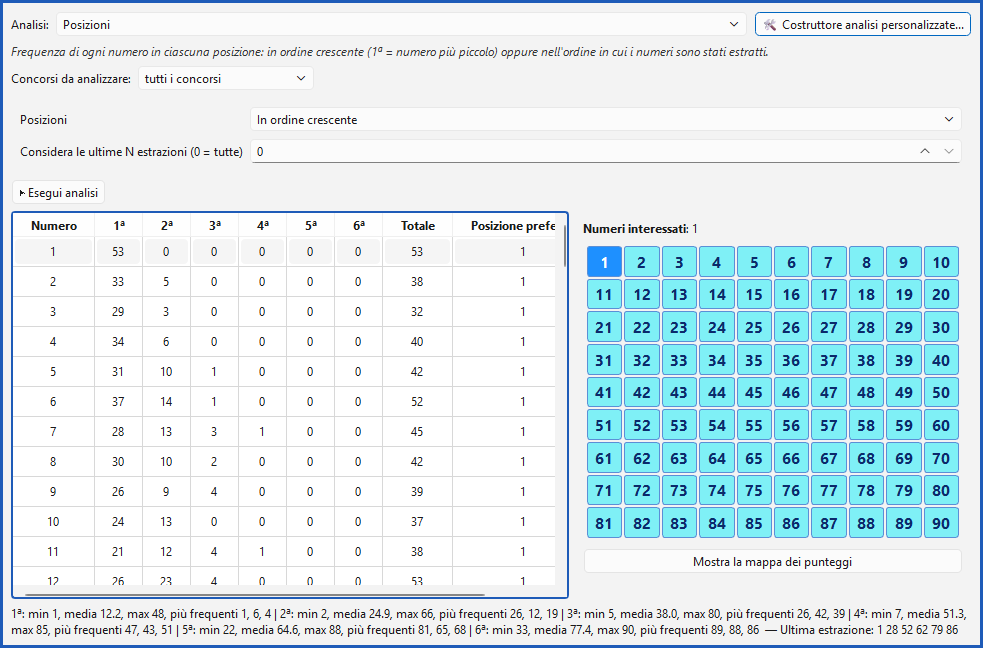 Analisi: Posizioni Costruttore analisi personalizzate...
Frequenza di ogni numero in ciascuna posizione: in ordine crescente (1ª = numero più piccolo) oppure nell'ordine in cui i numeri sono stati estratti.
Concorsi da analizzare: tutti i concorsi
Posizioni In ordine crescente
Considera le ultime N estrazioni (0 = tutte) 0
Esegui analisi
Numero 1ª 2ª 3ª 4ª 5ª 6ª Totale Posizione prefe
1 53 0 0 0 0 0 53 1
2 33 5 0 0 0 0 38 1
3 29 3 0 0 0 0 32 1
4 34 6 0 0 0 0 40 1
5 31 10 1 0 0 0 42 1
6 37 14 1 0 0 0 52 1
7 28 13 3 1 0 0 45 1
8 30 10 2 0 0 0 42 1
9 26 9 4 0 0 0 39 1
10 24 13 0 0 0 0 37 1
11 21 12 4 1 0 0 38 1
12 26 23 4 0 0 0 53 1
Numeri interessati: 1
1 2 3 4 5 6 7 8 9 10
11 12 13 14 15 16 17 18 19 20
21 22 23 24 25 26 27 28 29 30
31 32 33 34 35 36 37 38 39 40
41 42 43 44 45 46 47 48 49 50
51 52 53 54 55 56 57 58 59 60
61 62 63 64 65 66 67 68 69 70
71 72 73 74 75 76 77 78 79 80
81 82 83 84 85 86 87 88 89 90
Mostra la mappa dei punteggi
1ª: min 1, media 12.2, max 48, più frequenti 1, 6, 4 | 2ª: min 2, media 24.9, max 66, più frequenti 26, 12, 19 | 3ª: min 5, media 38.0, max 80, più frequenti 26, 42, 39 | 4ª: min 7, media 51.3,
max 85, più frequenti 47, 43, 51 | 5ª: min 22, media 64.6, max 88, più frequenti 81, 65, 68 | 6ª: min 33, media 77.4, max 90, più frequenti 89, 88, 86 — Ultima estrazione: 1 28 52 62 79 86